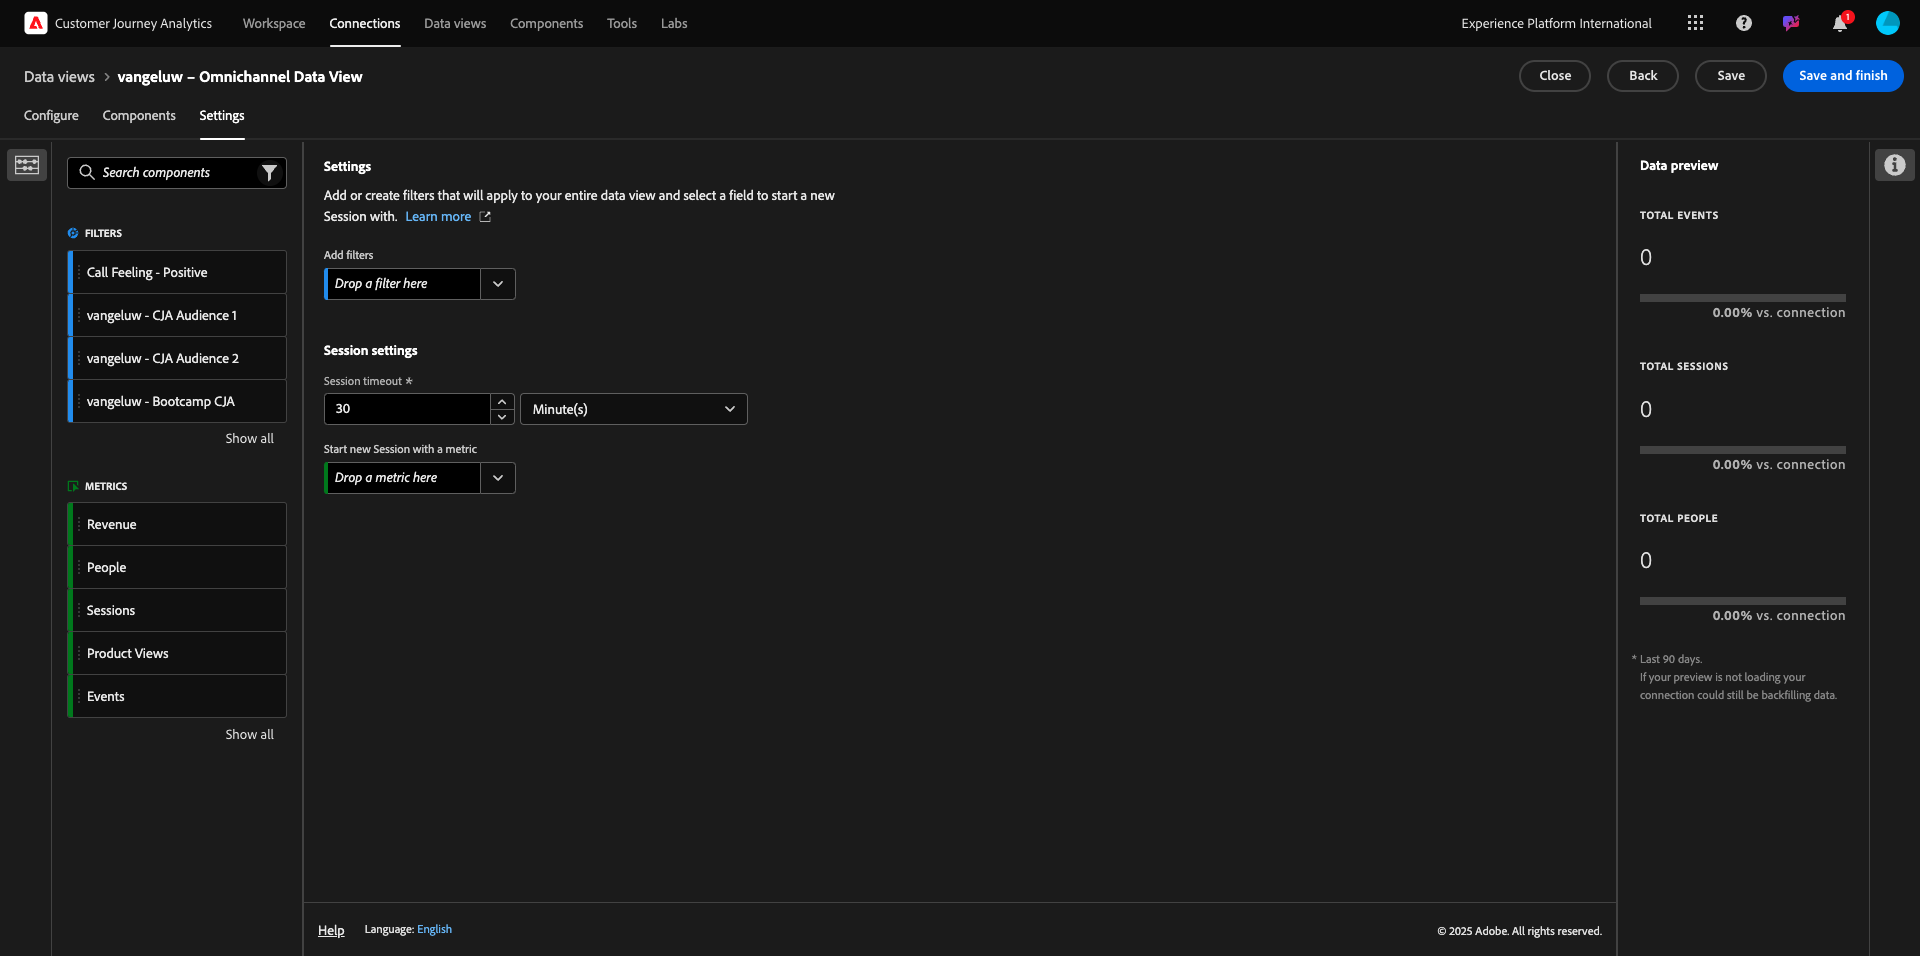 Customer Journey Analytics
Workspace
Connections
Data views
Components
Tools
Labs
Experience Platform International
1
Data views > vangeluw – Omnichannel Data View
Close
Back
Save
Save and finish
Configure
Components
Settings
Search components
FILTERS
Call Feeling - Positive
vangeluw - CJA Audience 1
vangeluw - CJA Audience 2
vangeluw - Bootcamp CJA
Show all
METRICS
Revenue
People
Sessions
Product Views
Events
Show all
Settings
Add or create filters that will apply to your entire data view and select a field to start a new
Session with. Learn more
Add filters
Drop a filter here
Session settings
Session timeout *
30
Minute(s)
Start new Session with a metric
Drop a metric here
Data preview
TOTAL EVENTS
0
0.00% vs. connection
TOTAL SESSIONS
0
0.00% vs. connection
TOTAL PEOPLE
0
0.00% vs. connection
* Last 90 days.
If your preview is not loading your
connection could still be backfilling data.
Help
Language: English
© 2025 Adobe. All rights reserved.